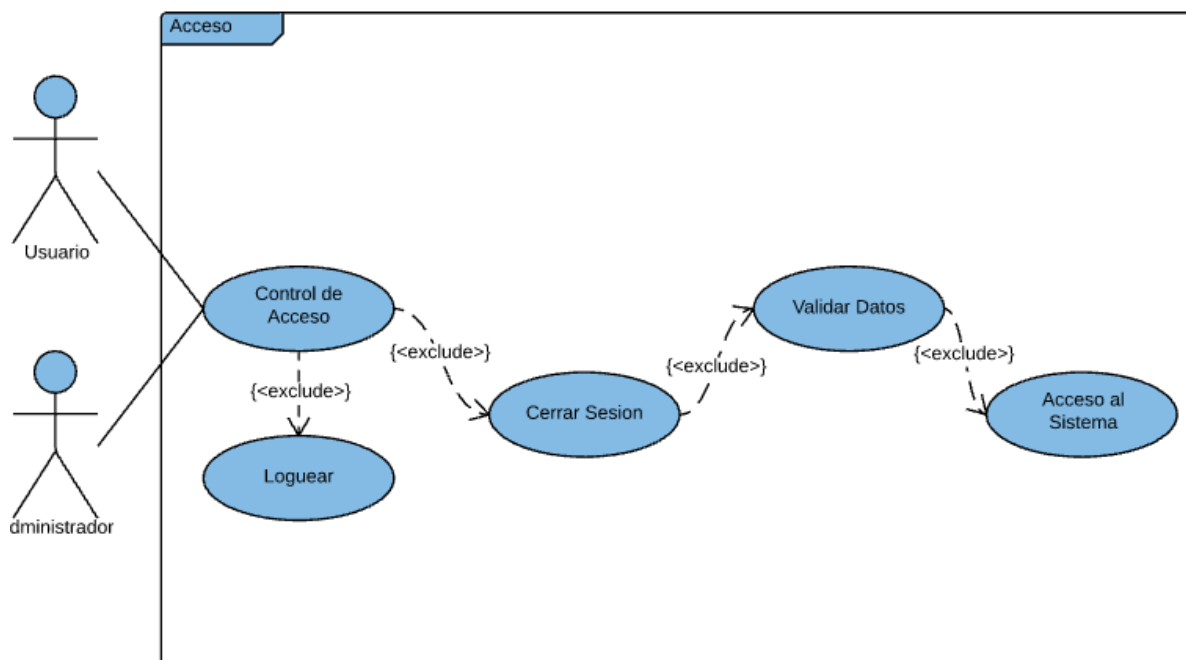 Acceso
Usuario
Control de
Acceso
Validar Datos
{<exclude>}
{<exclude>}
{<exclude>}
{<exclude>}
Cerrar Sesion
Acceso al
Sistema
Loguear
dministrador